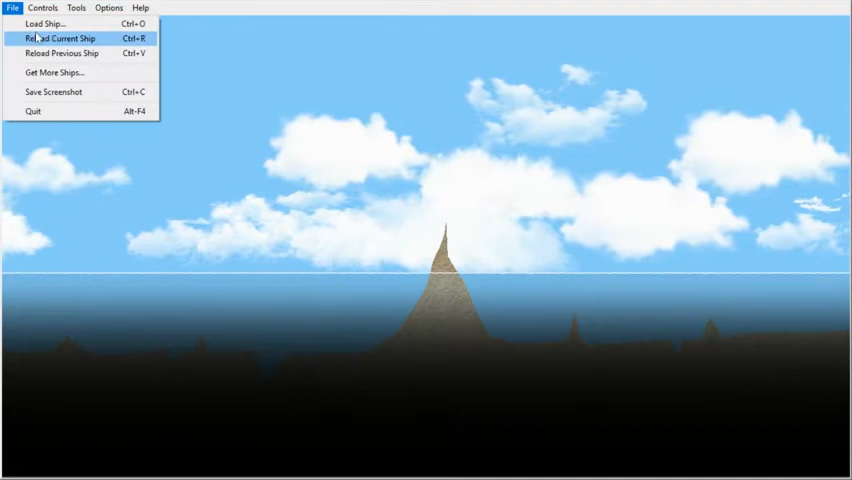 File Controls Tools Options Help
Load Ship... Ctrl+O
Reload Current Ship Ctrl+R
Reload Previous Ship Ctrl+V
Get More Ships...
Save Screenshot Ctrl+C
Quit Alt-F4